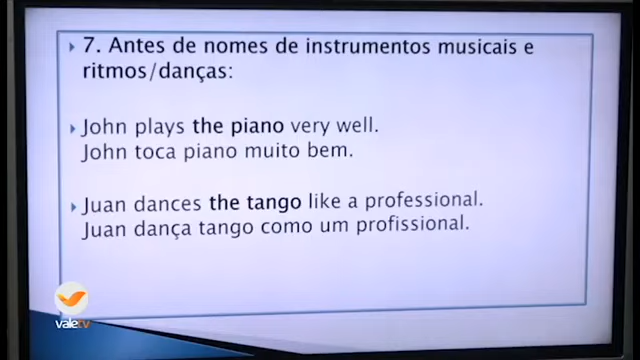 7. Antes de nomes de instrumentos musicais e
ritmos/danças:
John plays the piano very well.
John toca piano muito bem.
Juan dances the tango like a professional.
Juan dança tango como um profissional.
valetv